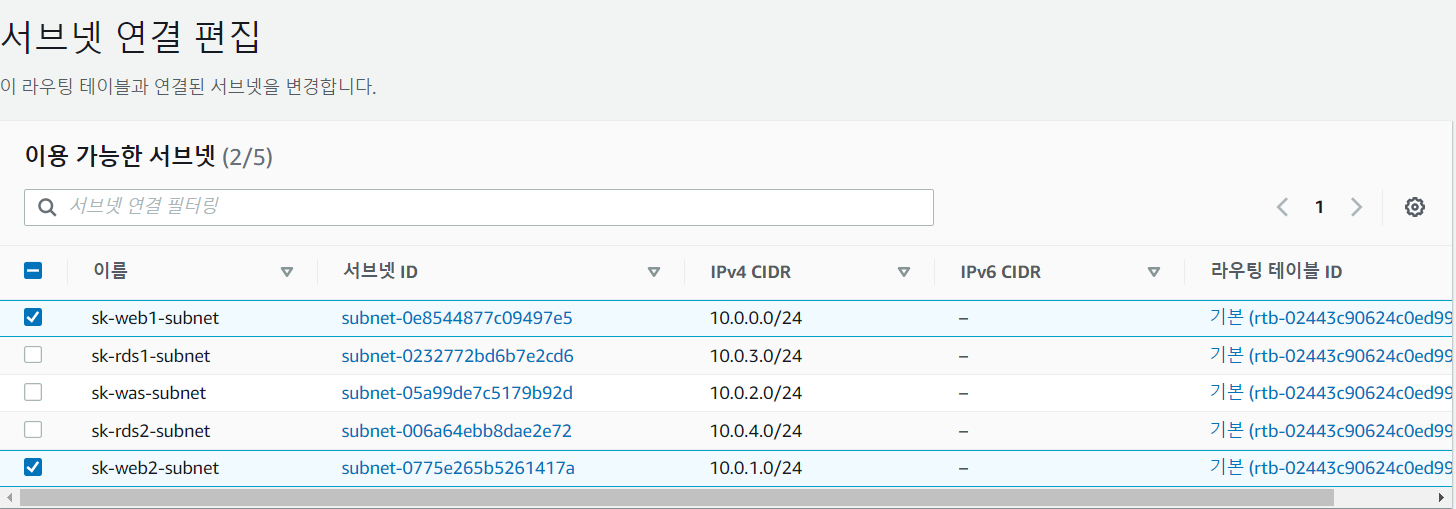 서브넷 연결 편집
이 라우팅 테이블과 연결된 서브넷을 변경합니다.
이용 가능한 서브넷 (2/5)
서브넷 연결 필터링
1
이름 서브넷 ID IPv4 CIDR IPv6 CIDR 라우팅 테이블 ID
sk-web1-subnet subnet-0e8544877c09497e5 10.0.0.0/24 – 기본 (rtb-02443c90624c0ed99
sk-rds1-subnet subnet-0232772bd6b7e2cd6 10.0.3.0/24 – 기본 (rtb-02443c90624c0ed99
sk-was-subnet subnet-05a99de7c5179b92d 10.0.2.0/24 – 기본 (rtb-02443c90624c0ed99
sk-rds2-subnet subnet-006a64ebb8dae2e72 10.0.4.0/24 – 기본 (rtb-02443c90624c0ed99
sk-web2-subnet subnet-0775e265b5261417a 10.0.1.0/24 – 기본 (rtb-02443c90624c0ed99